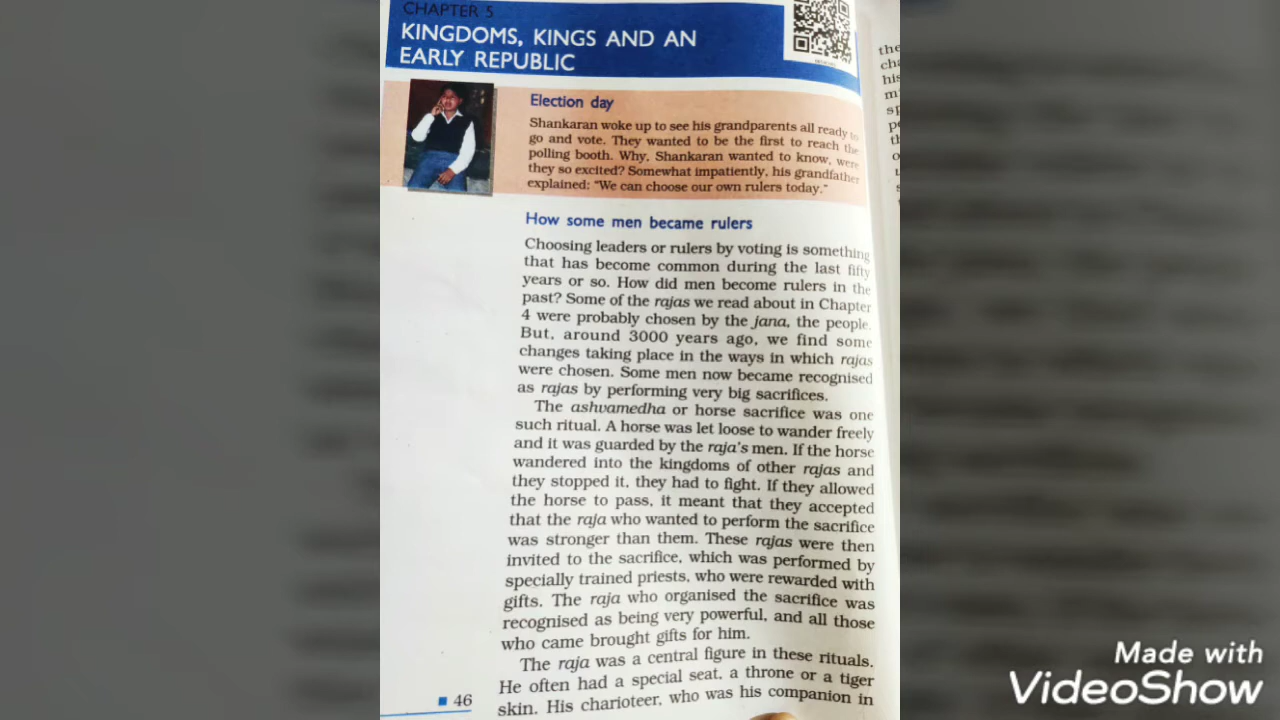 CHAPTER 5
KINGDOMS, KINGS AND AN
EARLY REPUBLIC
Election day
Shankaran woke up to see his grandparents all ready to
go and vote. They wanted to be the first to reach the
polling booth. Why, Shankaran wanted to know, were
they so excited? Somewhat impatiently, his grandfather
explained: "We can choose our own rulers today."
How some men became rulers
Choosing leaders or rulers by voting is something
that has become common during the last fifty
years or so. How did men become rulers in the
past? Some of the rajas we read about in Chapter
4 were probably chosen by the jana, the people.
But, around 3000 years ago, we find some
changes taking place in the ways in which rajas
were chosen. Some men now became recognised
as rajas by performing very big sacrifices.
The ashvamedha or horse sacrifice was one
such ritual. A horse was let loose to wander freely
and it was guarded by the raja's men. If the horse
wandered into the kingdoms of other rajas and
they stopped it, they had to fight. If they allowed
the horse to pass, it meant that they accepted
that the raja who wanted to perform the sacrifice
was stronger than them. These rajas were then
invited to the sacrifice, which was performed by
specially trained priests, who were rewarded with
gifts. The raja who organised the sacrifice was
recognised as being very powerful, and all those
who came brought gifts for him.
The raja was a central figure in these rituals.
He often had a special seat, a throne or a tiger
skin. His charioteer, who was his companion in
46
Made with
VideoShow